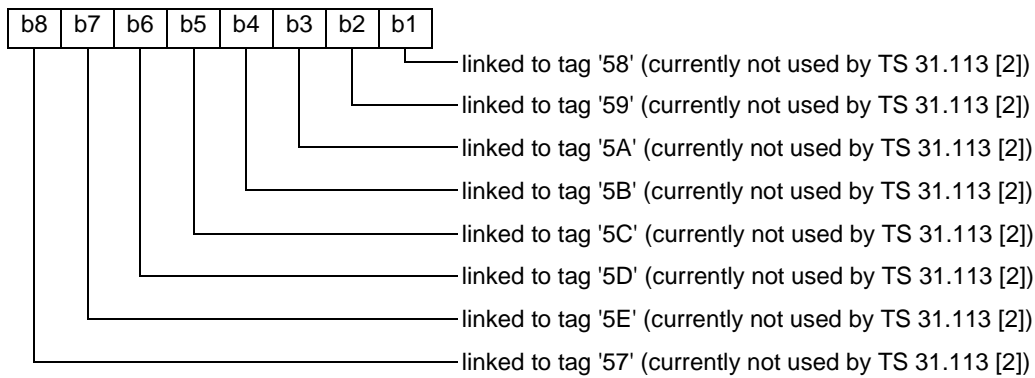 b8 b7 b6 b5 b4 b3 b2 b1
linked to tag '58' (currently not used by TS 31.113 [2])
linked to tag '59' (currently not used by TS 31.113 [2])
linked to tag '5A' (currently not used by TS 31.113 [2])
linked to tag '5B' (currently not used by TS 31.113 [2])
linked to tag '5C' (currently not used by TS 31.113 [2])
linked to tag '5D' (currently not used by TS 31.113 [2])
linked to tag '5E' (currently not used by TS 31.113 [2])
linked to tag '57' (currently not used by TS 31.113 [2])